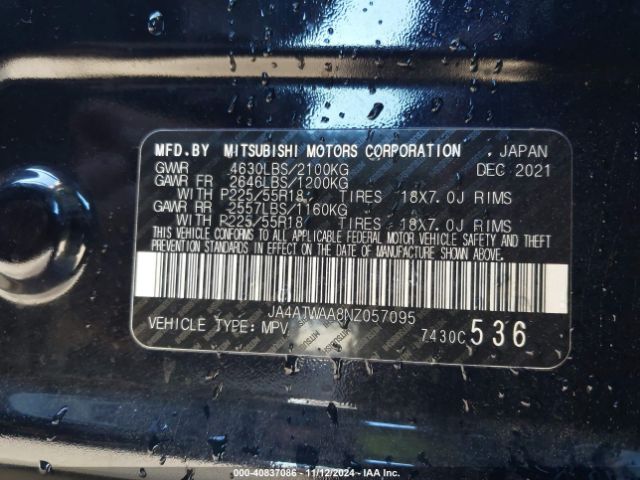 MFD.BY MITSUBISHI MOTORS CORPORATION , JAPAN
GVWR 4630LBS/2100KG DEC 2021
GAWR FR 2646LBS/1200KG
WITH P225/55R18 TIRES 18X7.0J RIMS
GAWR RR 2557LBS/1160KG
WITH P225/55R18 TIRES 18X7.0J RIMS
THIS VEHICLE CONFORMS TO ALL APPLICABLE FEDERAL MOTOR VEHICLE SAFETY AND THEFT
PREVENTION STANDARDS IN EFFECT ON THE DATE OF MANUFACTURE SHOWN ABOVE.
JA4ATWAA8NZ057095
VEHICLE TYPE: MPV 7430C 536
000-40837086 - 11/12/2024 - IAA Inc.